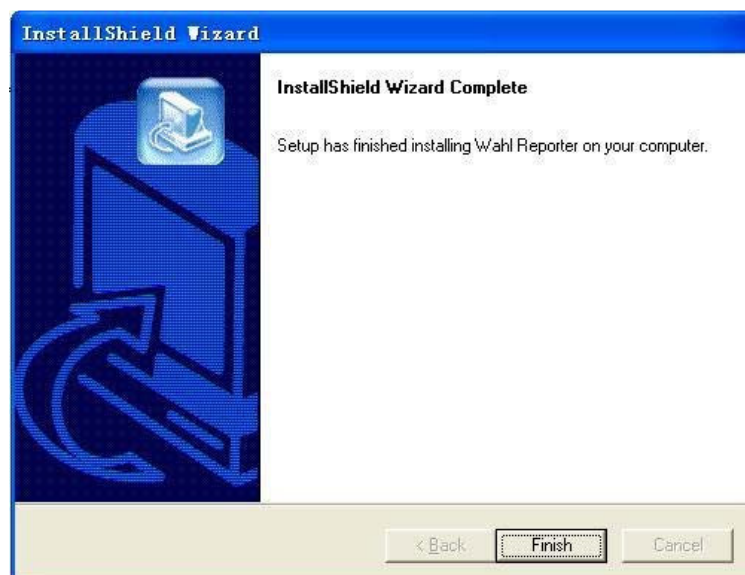 InstallShield Wizard
InstallShield Wizard Complete
Setup has finished installing Wahl Reporter on your computer.
< Back
Finish
Cancel